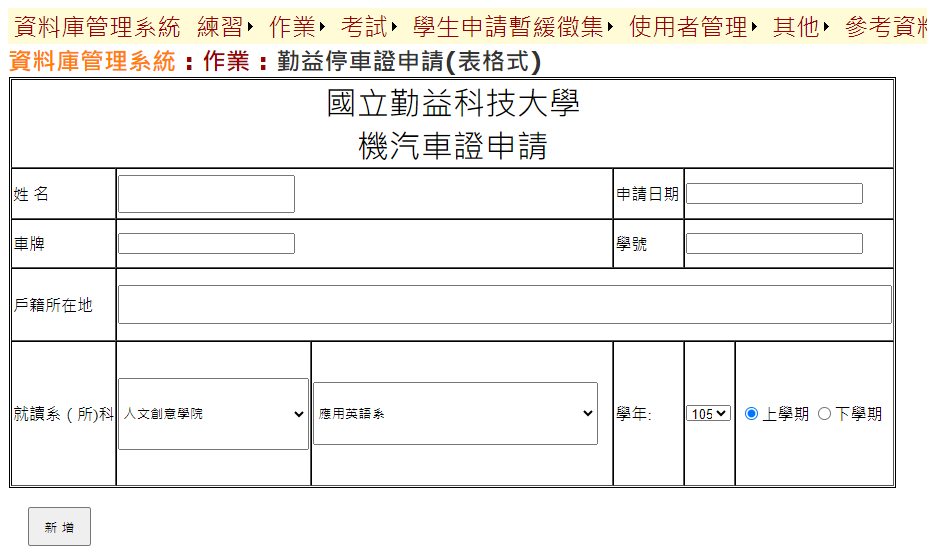 資料庫管理系統 練習 作業 考試 學生申請暫緩徵集 使用者管理 其他 參考資料
資料庫管理系統：作業：勤益停車證申請(表格式)
國立勤益科技大學
機汽車證申請
姓 名 申請日期
車牌 學號
戶籍所在地
就讀系（所)科 人文創意學院 應用英語系 學年: 105 上學期 下學期
新 增